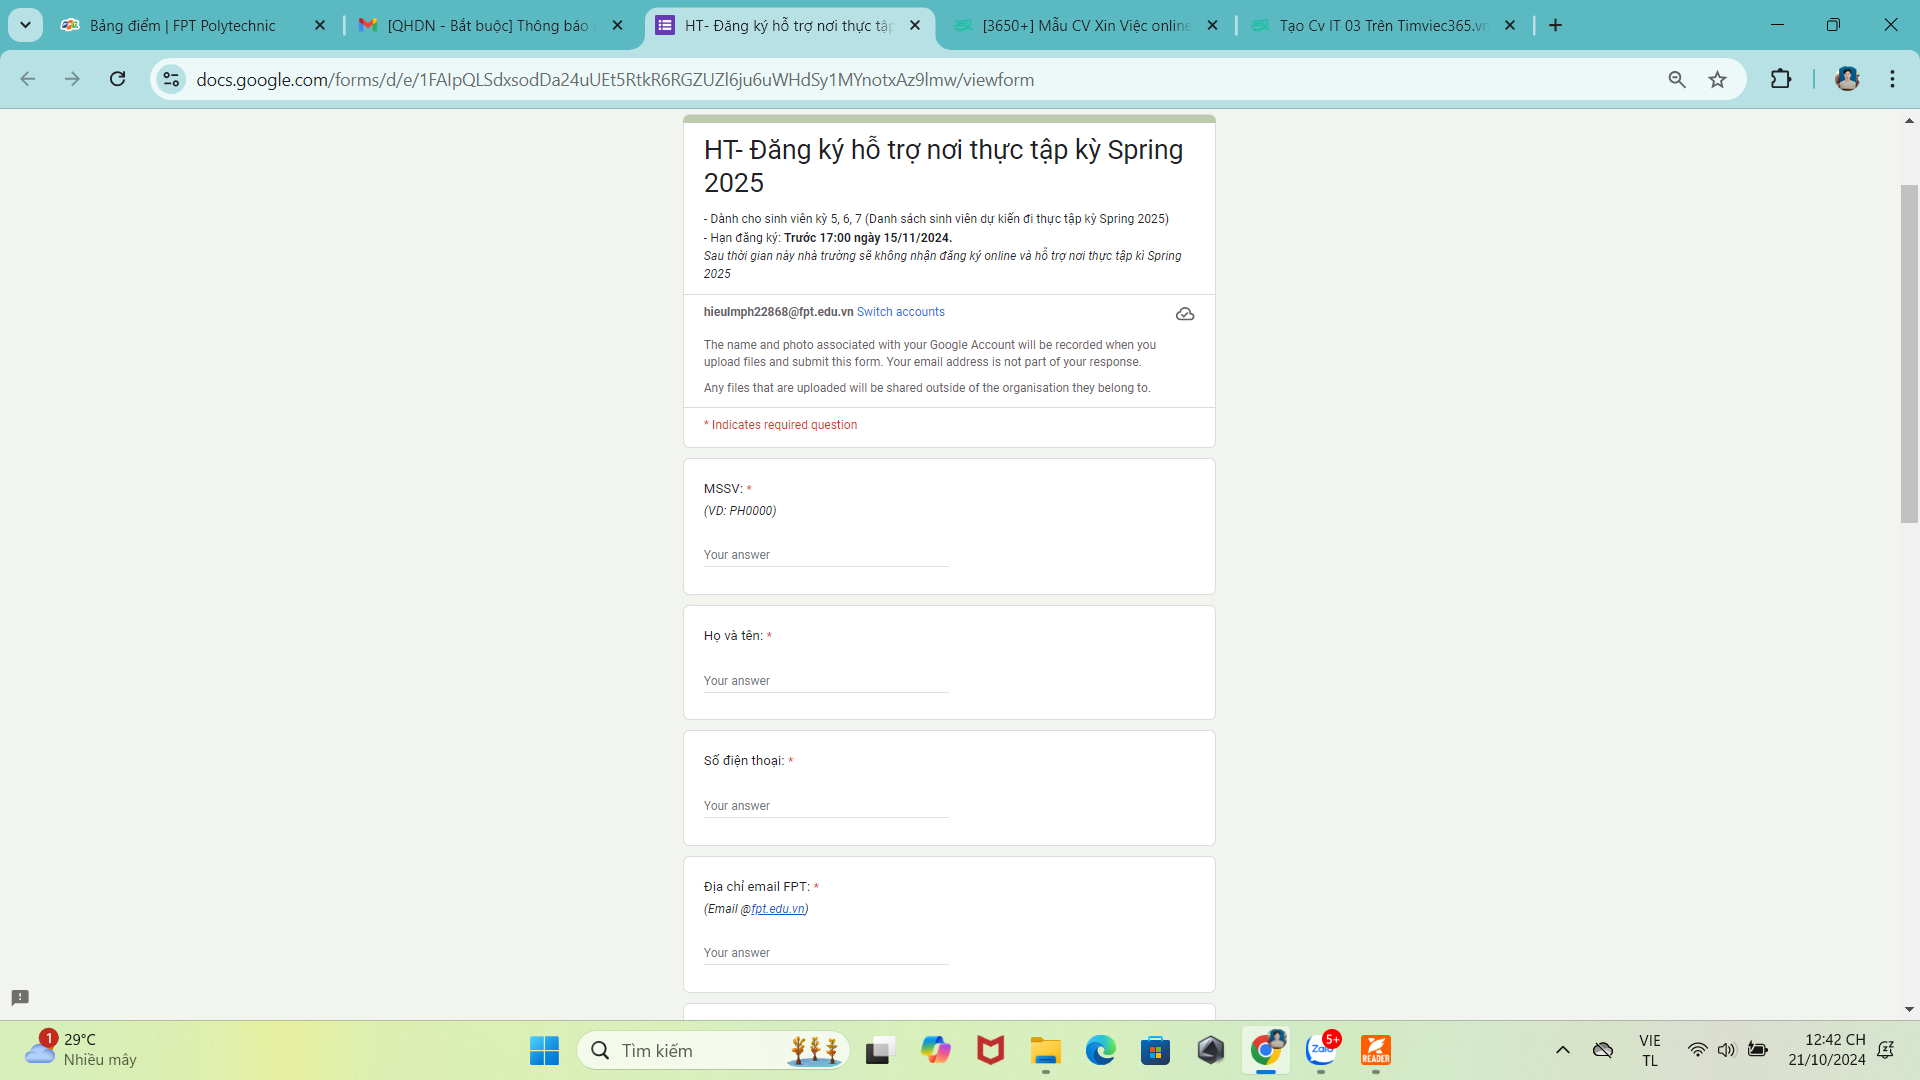 Bảng điểm | FPT Polytechnic
[QHDN - Bắt buộc] Thông báo
HT- Đăng ký hỗ trợ nơi thực tập
[3650+] Mẫu CV Xin Việc online
Tạo Cv IT 03 Trên Timviec365.vn
docs.google.com/forms/d/e/1FAIpQLSdxsodDa24uUEt5RtkR6RGZUZl6ju6uWHdSy1MYnotxAz9lmw/viewform
HT- Đăng ký hỗ trợ nơi thực tập kỳ Spring
2025
- Dành cho sinh viên kỳ 5, 6, 7 (Danh sách sinh viên dự kiến đi thực tập kỳ Spring 2025)
- Hạn đăng ký: Trước 17:00 ngày 15/11/2024.
Sau thời gian này nhà trường sẽ không nhận đăng ký online và hỗ trợ nơi thực tập kì Spring
2025
hieulmph22868@fpt.edu.vn Switch accounts
The name and photo associated with your Google Account will be recorded when you
upload files and submit this form. Your email address is not part of your response.
Any files that are uploaded will be shared outside of the organisation they belong to.
* Indicates required question
MSSV: *
(VD: PH0000)
Your answer
Họ và tên: *
Your answer
Số điện thoại: *
Your answer
Địa chỉ email FPT: *
(Email @fpt.edu.vn)
Your answer
1
29°C
Nhiều mây
Tìm kiếm
Zalo
5+
READER
VIE
TL
12:42 CH
21/10/2024